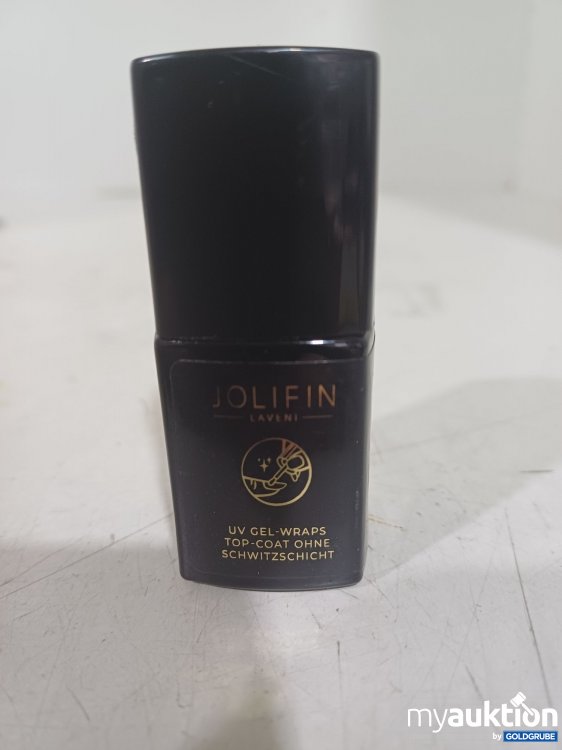 JOLIFIN
LAVENI
UV GEL-WRAPS
TOP-COAT OHNE
SCHWITZSCHICHT
myauktion
by GOLDGRUBE